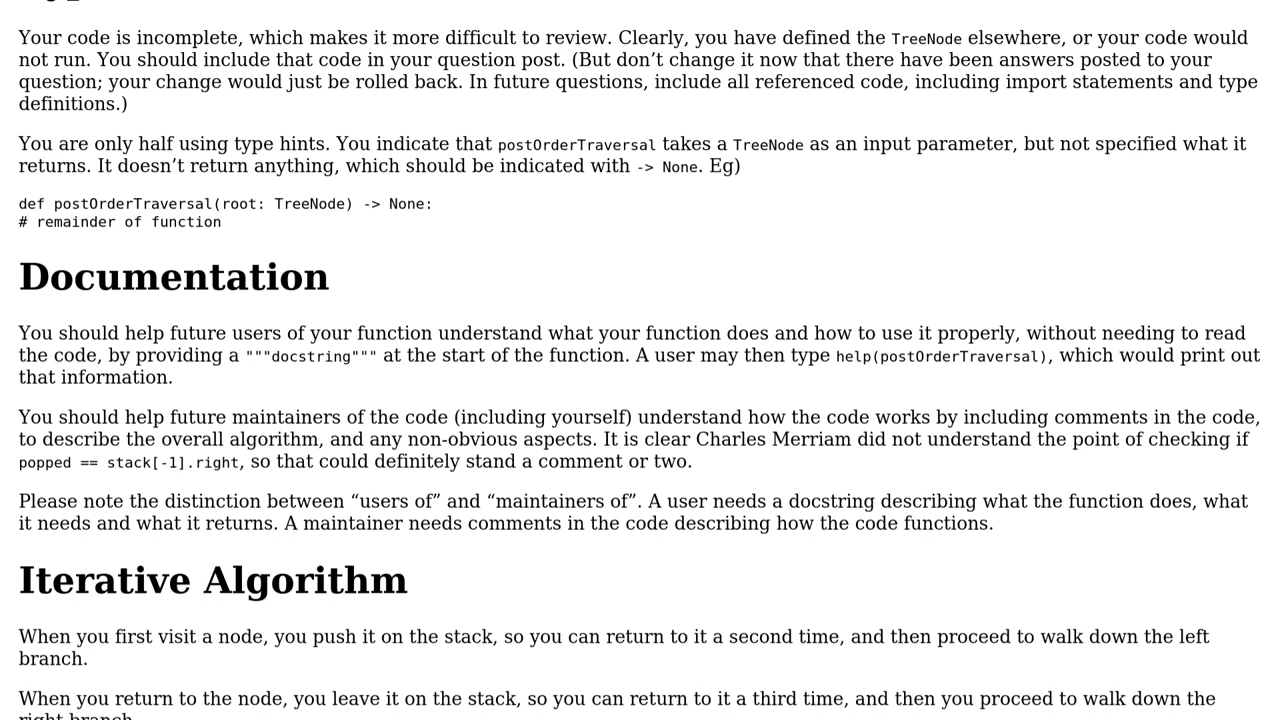 Your code is incomplete, which makes it more difficult to review. Clearly, you have defined the TreeNode elsewhere, or your code would
not run. You should include that code in your question post. (But don’t change it now that there have been answers posted to your
question; your change would just be rolled back. In future questions, include all referenced code, including import statements and type
definitions.)
You are only half using type hints. You indicate that postOrderTraversal takes a TreeNode as an input parameter, but not specified what it
returns. It doesn’t return anything, which should be indicated with -> None. Eg)
def postOrderTraversal(root: TreeNode) -> None:
# remainder of function
Documentation
You should help future users of your function understand what your function does and how to use it properly, without needing to read
the code, by providing a """docstring""" at the start of the function. A user may then type help(postOrderTraversal), which would print out
that information.
You should help future maintainers of the code (including yourself) understand how the code works by including comments in the code,
to describe the overall algorithm, and any non-obvious aspects. It is clear Charles Merriam did not understand the point of checking if
popped == stack[-1].right, so that could definitely stand a comment or two.
Please note the distinction between “users of” and “maintainers of”. A user needs a docstring describing what the function does, what
it needs and what it returns. A maintainer needs comments in the code describing how the code functions.
Iterative Algorithm
When you first visit a node, you push it on the stack, so you can return to it a second time, and then proceed to walk down the left
branch.
When you return to the node, you leave it on the stack, so you can return to it a third time, and then you proceed to walk down the
right branch.